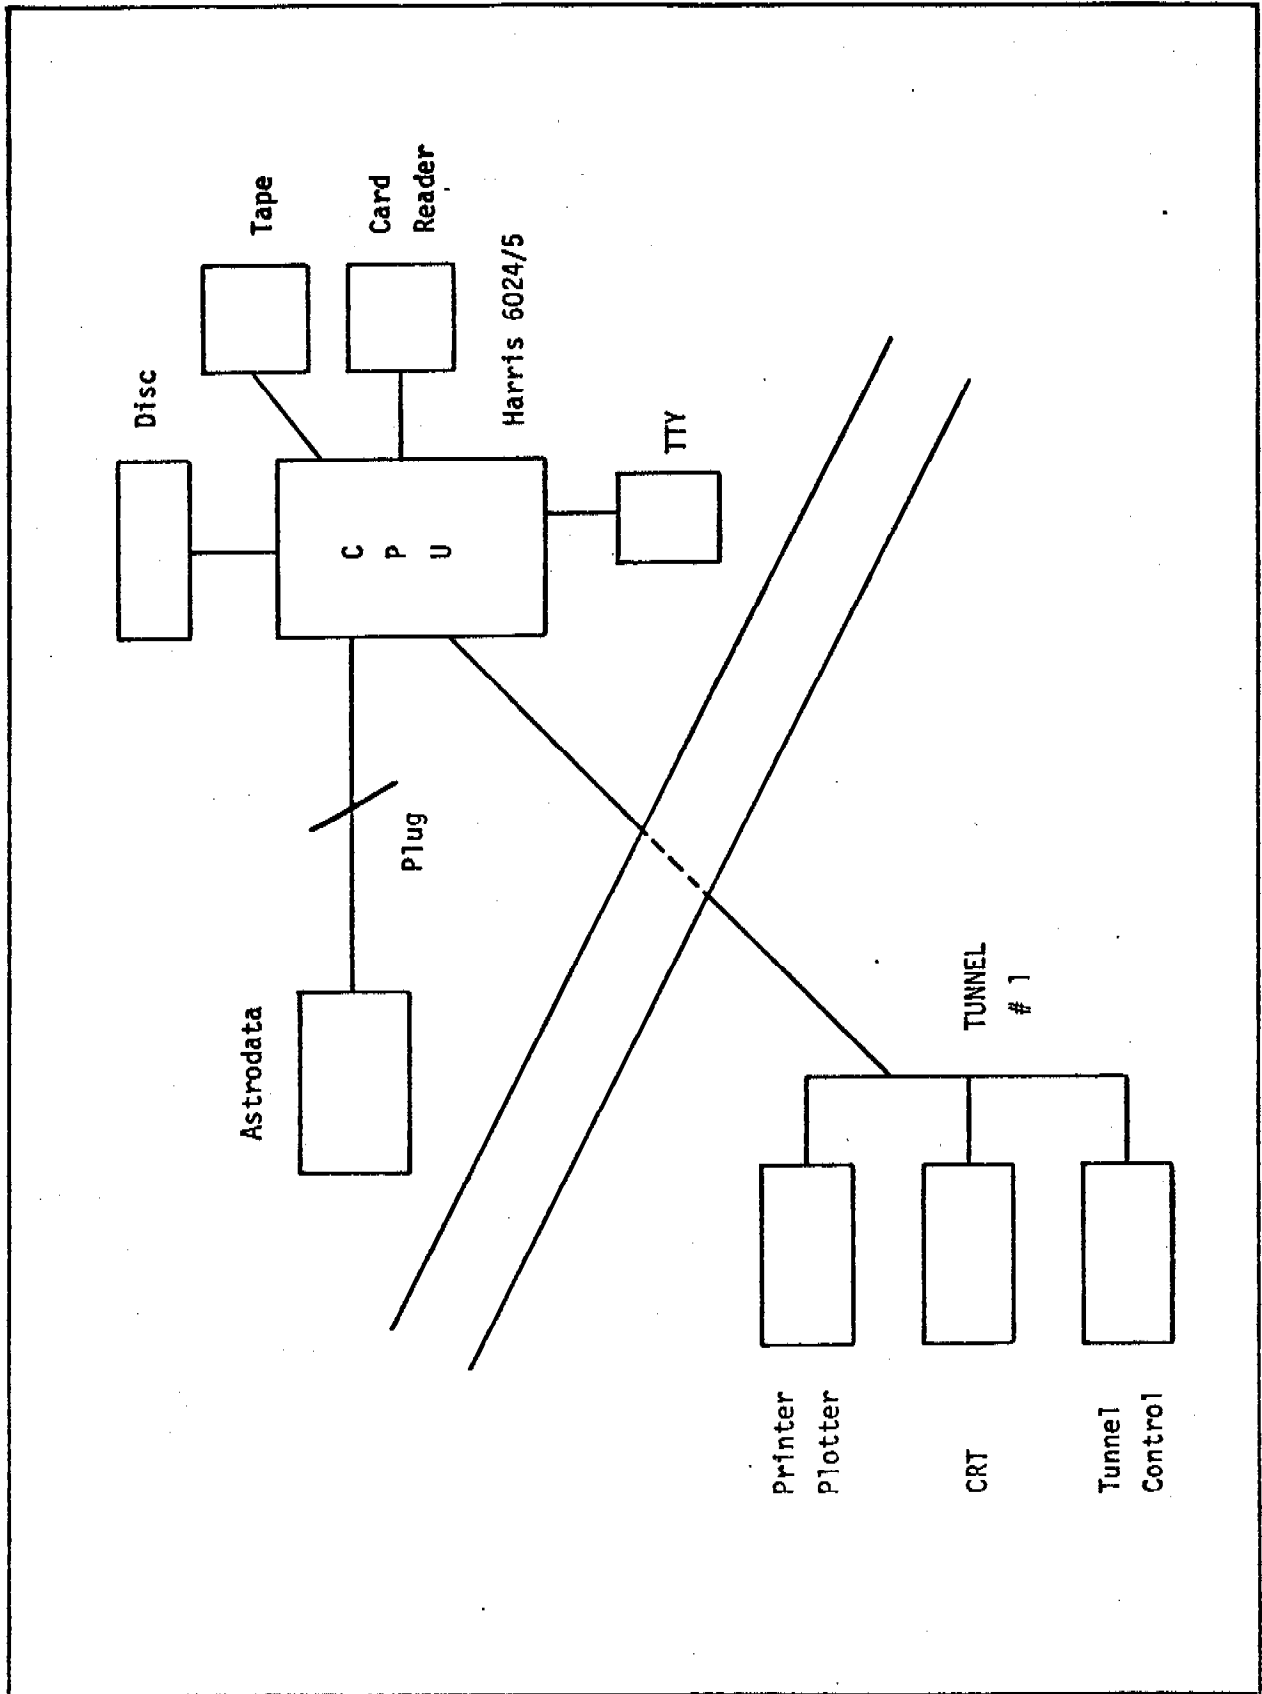 Disc
Tape
Card
Reader
C
P
U
Harris 6024/5
TTY
Astrodata
Plug
TUNNEL
# 1
Printer
Plotter
CRT
Tunnel
Control